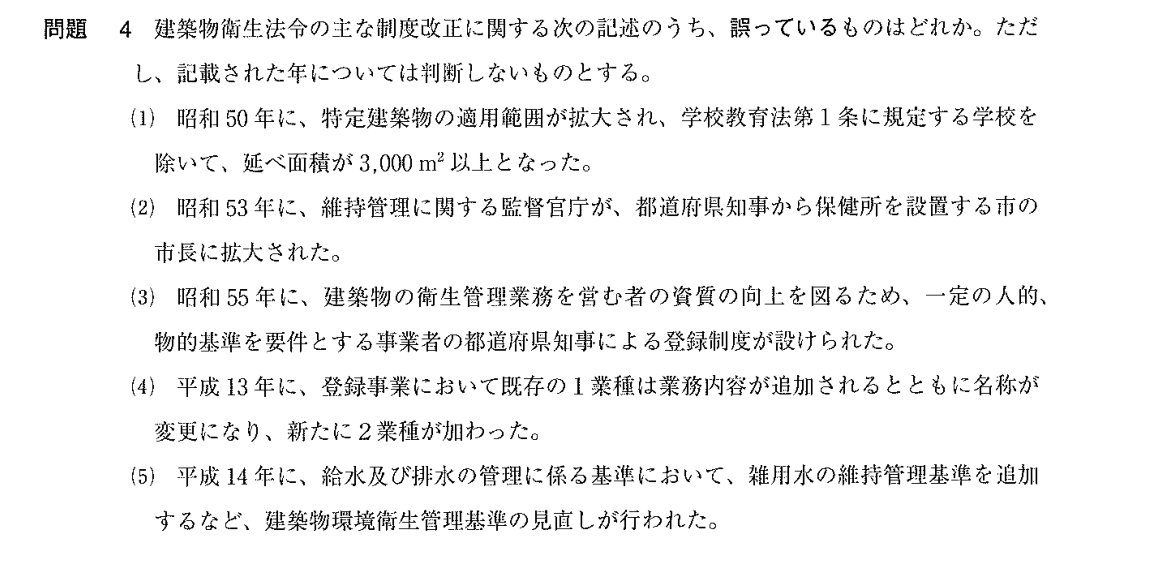 問題 4 建築物衛生法令の主な制度改正に関する次の記述のうち、誤っているものはどれか。ただ
し、記載された年については判断しないものとする。
(1) 昭和 50 年に、特定建築物の適用範囲が拡大され、学校教育法第1条に規定する学校を
除いて、延べ面積が 3,000 m² 以上となった。
(2) 昭和 53 年に、維持管理に関する監督官庁が、都道府県知事から保健所を設置する市の
市長に拡大された。
(3) 昭和 55 年に、建築物の衛生管理業務を営む者の資質の向上を図るため、一定の人的、
物的基準を要件とする事業者の都道府県知事による登録制度が設けられた。
(4) 平成 13 年に、登録事業において既存の1業種は業務内容が追加されるとともに名称が
変更になり、新たに2業種が加わった。
(5) 平成 14 年に、給水及び排水の管理に係る基準において、雑用水の維持管理基準を追加
するなど、建築物環境衛生管理基準の見直しが行われた。